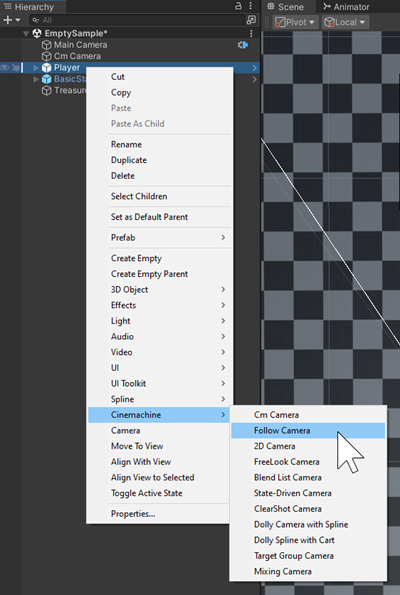 Hierarchy
All
EmptySample*
Main Camera
Cm Camera
Player
BasicSta
Treasure
Cut
Copy
Paste
Paste As Child
Rename
Duplicate
Delete
Select Children
Set as Default Parent
Prefab
Create Empty
Create Empty Parent
3D Object
Effects
Light
Audio
Video
UI
UI Toolkit
Spline
Cinemachine
Camera
Move To View
Align With View
Align View to Selected
Toggle Active State
Properties...
Cm Camera
Follow Camera
2D Camera
FreeLook Camera
Blend List Camera
State-Driven Camera
ClearShot Camera
Dolly Camera with Spline
Dolly Spline with Cart
Target Group Camera
Mixing Camera
Scene
Animator
Pivot
Local